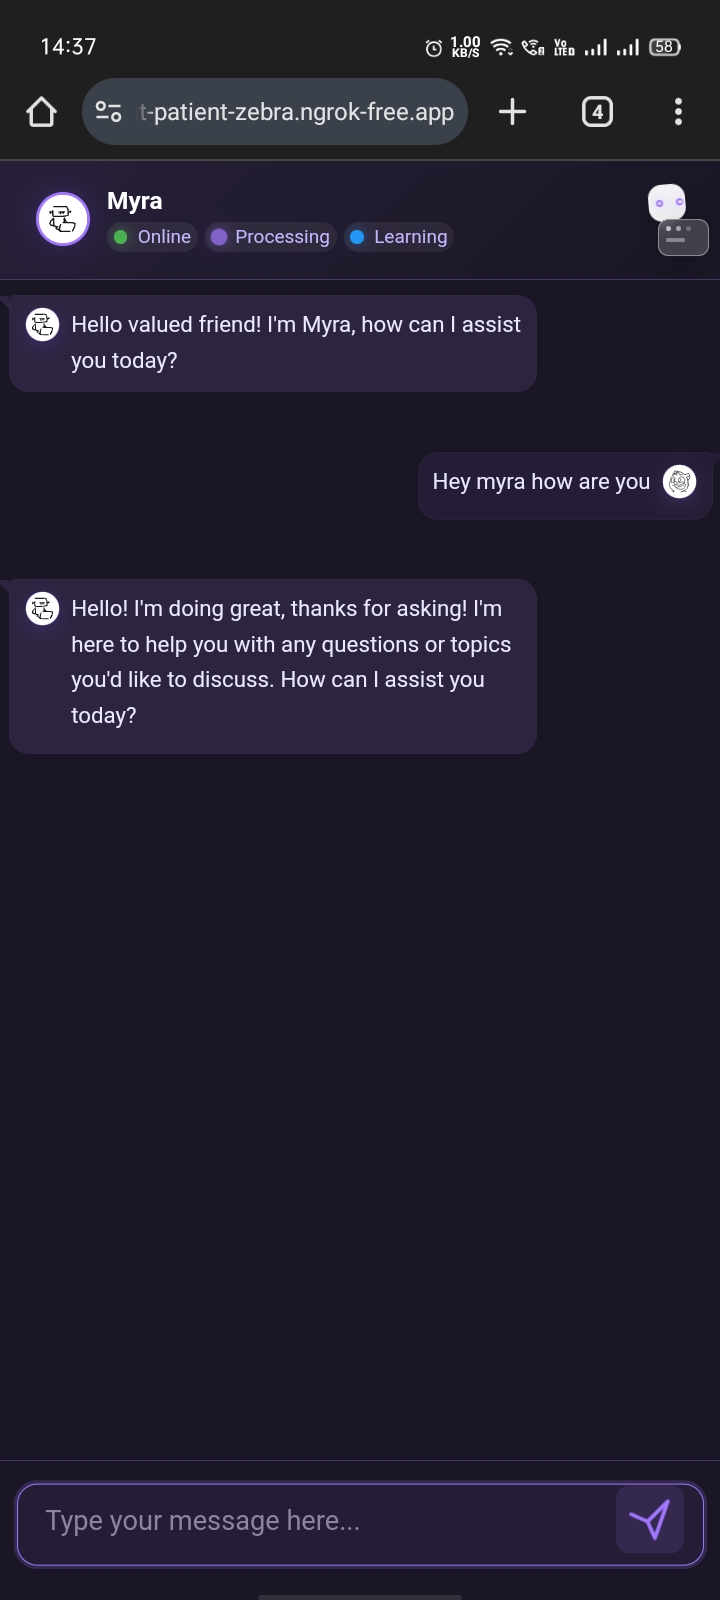 14:37
1.00
KB/S
Vo
LTE D
58
t-patient-zebra.ngrok-free.app
4
Myra
Online
Processing
Learning
Hello valued friend! I'm Myra, how can I assist
you today?
Hey myra how are you
Hello! I'm doing great, thanks for asking! I'm
here to help you with any questions or topics
you'd like to discuss. How can I assist you
today?
Type your message here...